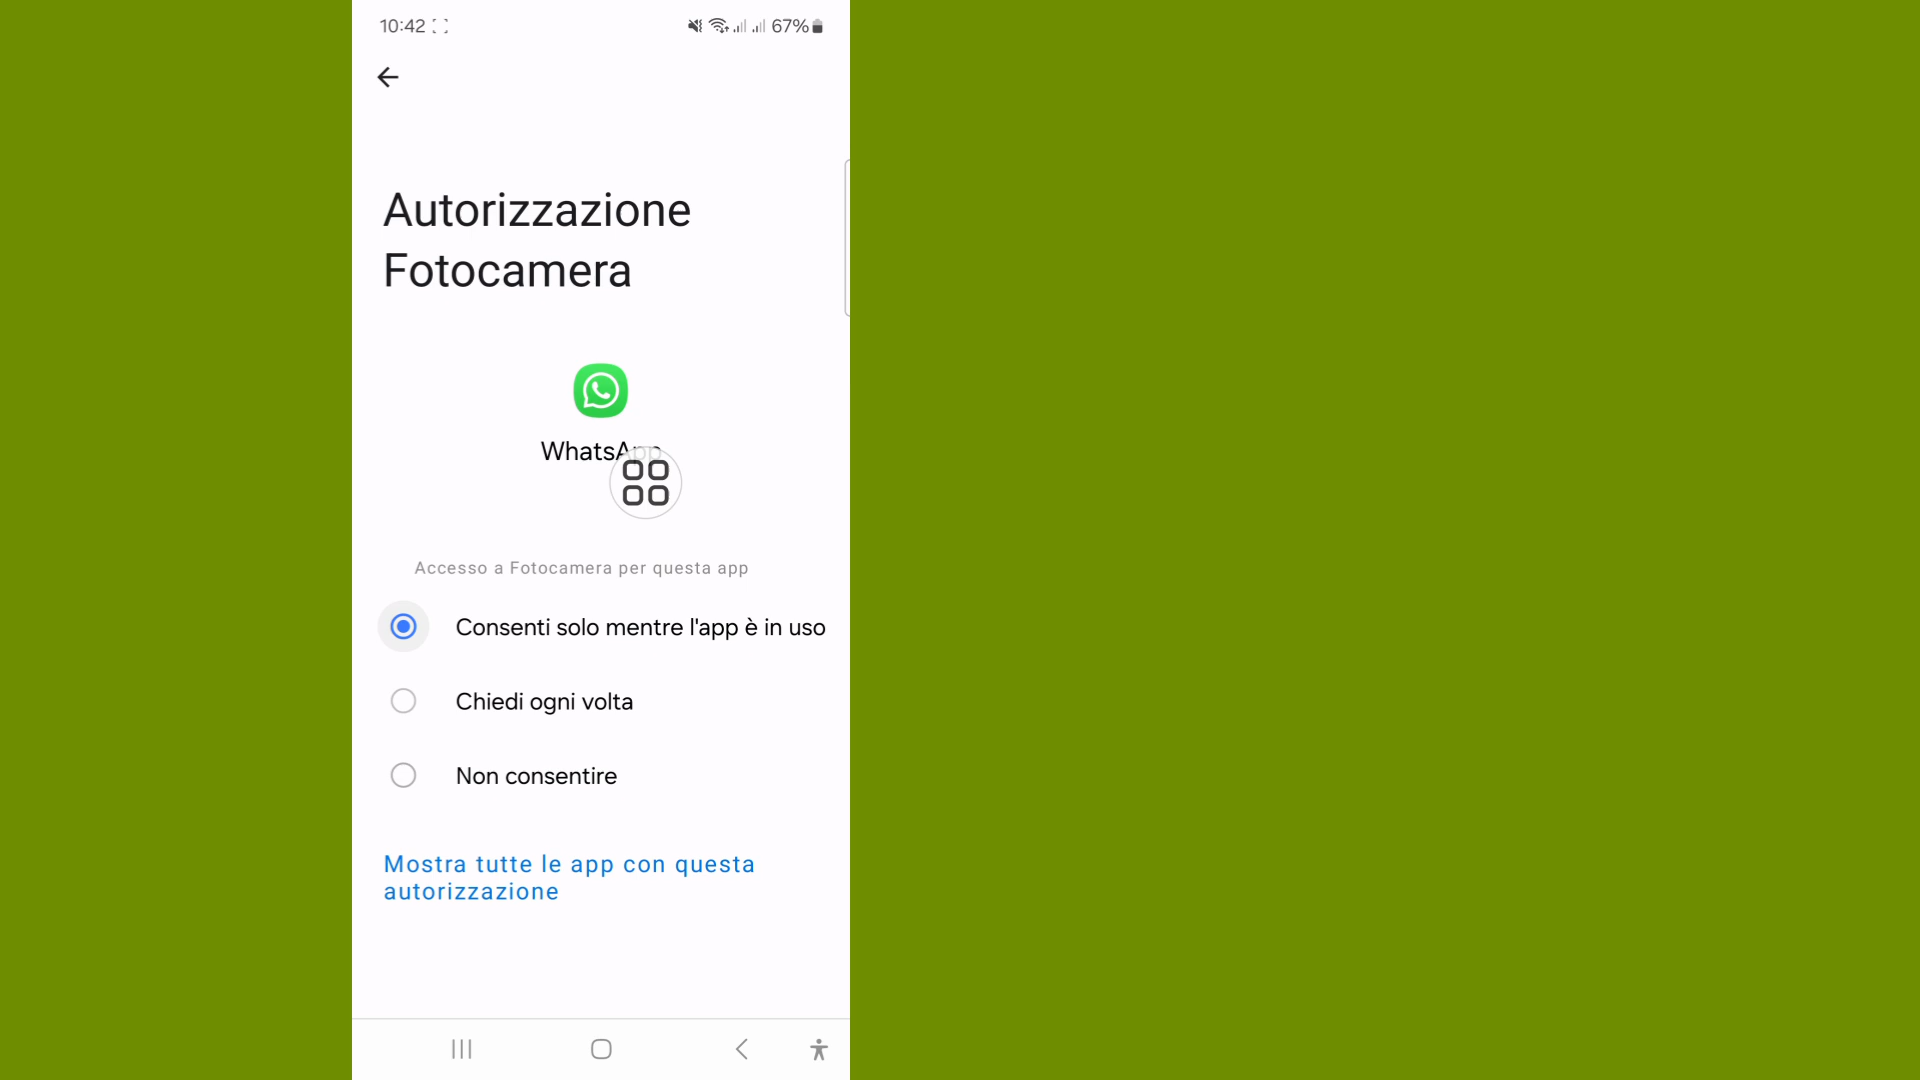 10:42 67%
Autorizzazione
Fotocamera
WhatsApp
Accesso a Fotocamera per questa app
Consenti solo mentre l'app è in uso
Chiedi ogni volta
Non consentire
Mostra tutte le app con questa
autorizzazione